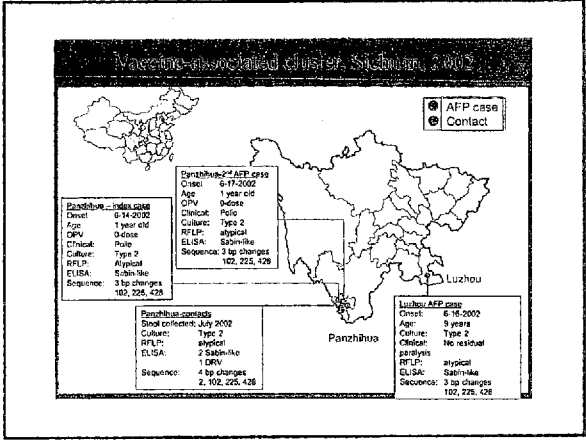 Vaccine-associated cluster, Sichuan, 2002
AFP case
Contact
Panzhihua-2nd AFP case
Onset 6-17-2002
Age 1 year old
OPV 0-dose
Clinical: Polio
Culture: Type 2
RFLP: atypical
ELISA: Sabin-like
Sequence: 3 bp changes
102, 225, 426
Panzhihua – index case
Onset 6-14-2002
Age 1 year old
OPV 0-dose
Clinical: Polio
Culture: Type 2
RFLP: Atypical
ELISA: Sabin-like
Sequence: 3 bp changes
102, 225, 426
Panzhihua-contacts
Stool collected: July 2002
Culture: Type 2
RFLP: atypical
ELISA: 2 Sabin-like
1 DRV
Sequence: 4 bp changes
2, 102, 225, 426
Panzhihua
Luzhou
Luzhou AFP case
Onset: 6-16-2002
Age: 9 years
Culture: Type 2
Clinical: No residual
paralysis
RFLP: atypical
ELISA: Sabin-like
Sequence: 3 bp changes
102, 225, 426